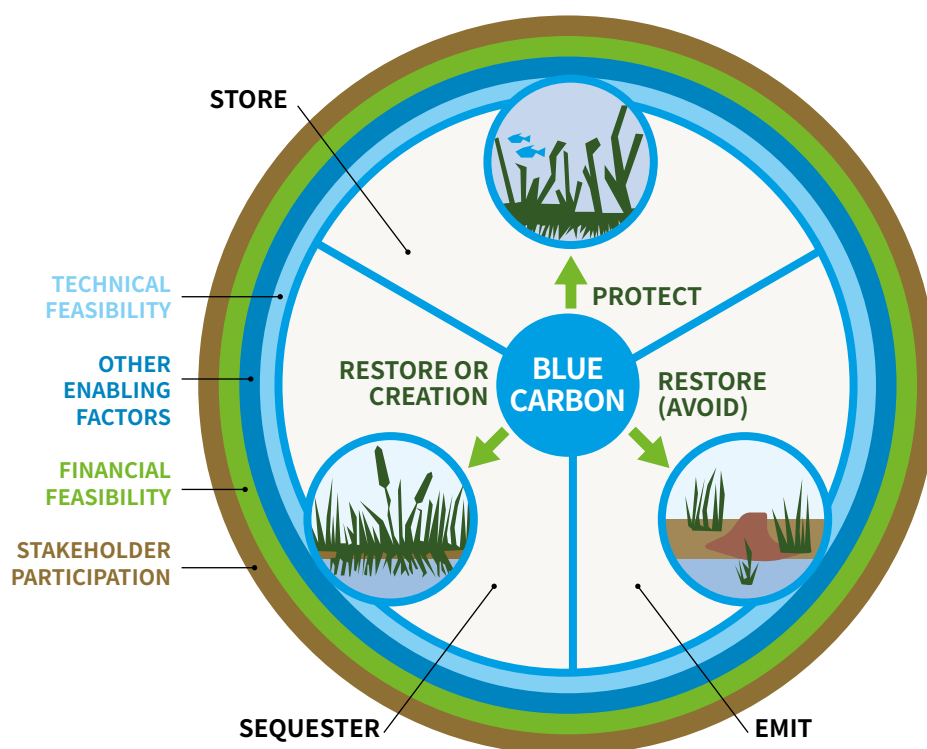 STORE
TECHNICAL
FEASIBILITY
OTHER
ENABLING
FACTORS
FINANCIAL
FEASIBILITY
STAKEHOLDER
PARTICIPATION
PROTECT
RESTORE OR
CREATION
BLUE
CARBON
RESTORE
(AVOID)
SEQUESTER
EMIT